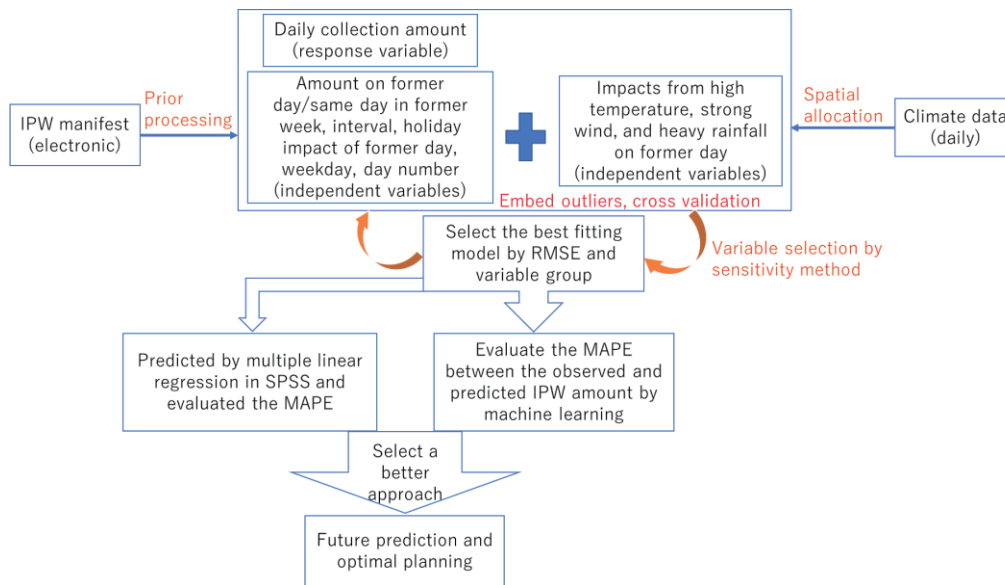 Daily collection amount
(response variable)
IPW manifest
(electronic)
Prior
processing
Amount on former
day/same day in former
week, interval, holiday
impact of former day,
weekday, day number
(independent variables)
Impacts from high
temperature, strong
wind, and heavy rainfall
on former day
(independent variables)
Spatial
allocation
Climate data
(daily)
Embed outliers, cross validation
Select the best fitting
model by RMSE and
variable group
Variable selection by
sensitivity method
Predicted by multiple linear
regression in SPSS and
evaluated the MAPE
Evaluate the MAPE
between the observed and
predicted IPW amount by
machine learning
Select a
better
approach
Future prediction and
optimal planning